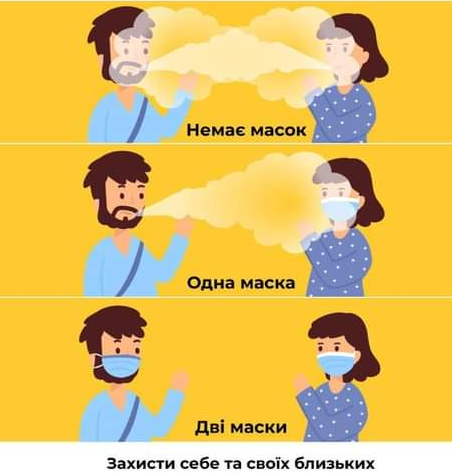 Немає масок
Одна маска
Дві маски
Захисти себе та своїх близьких